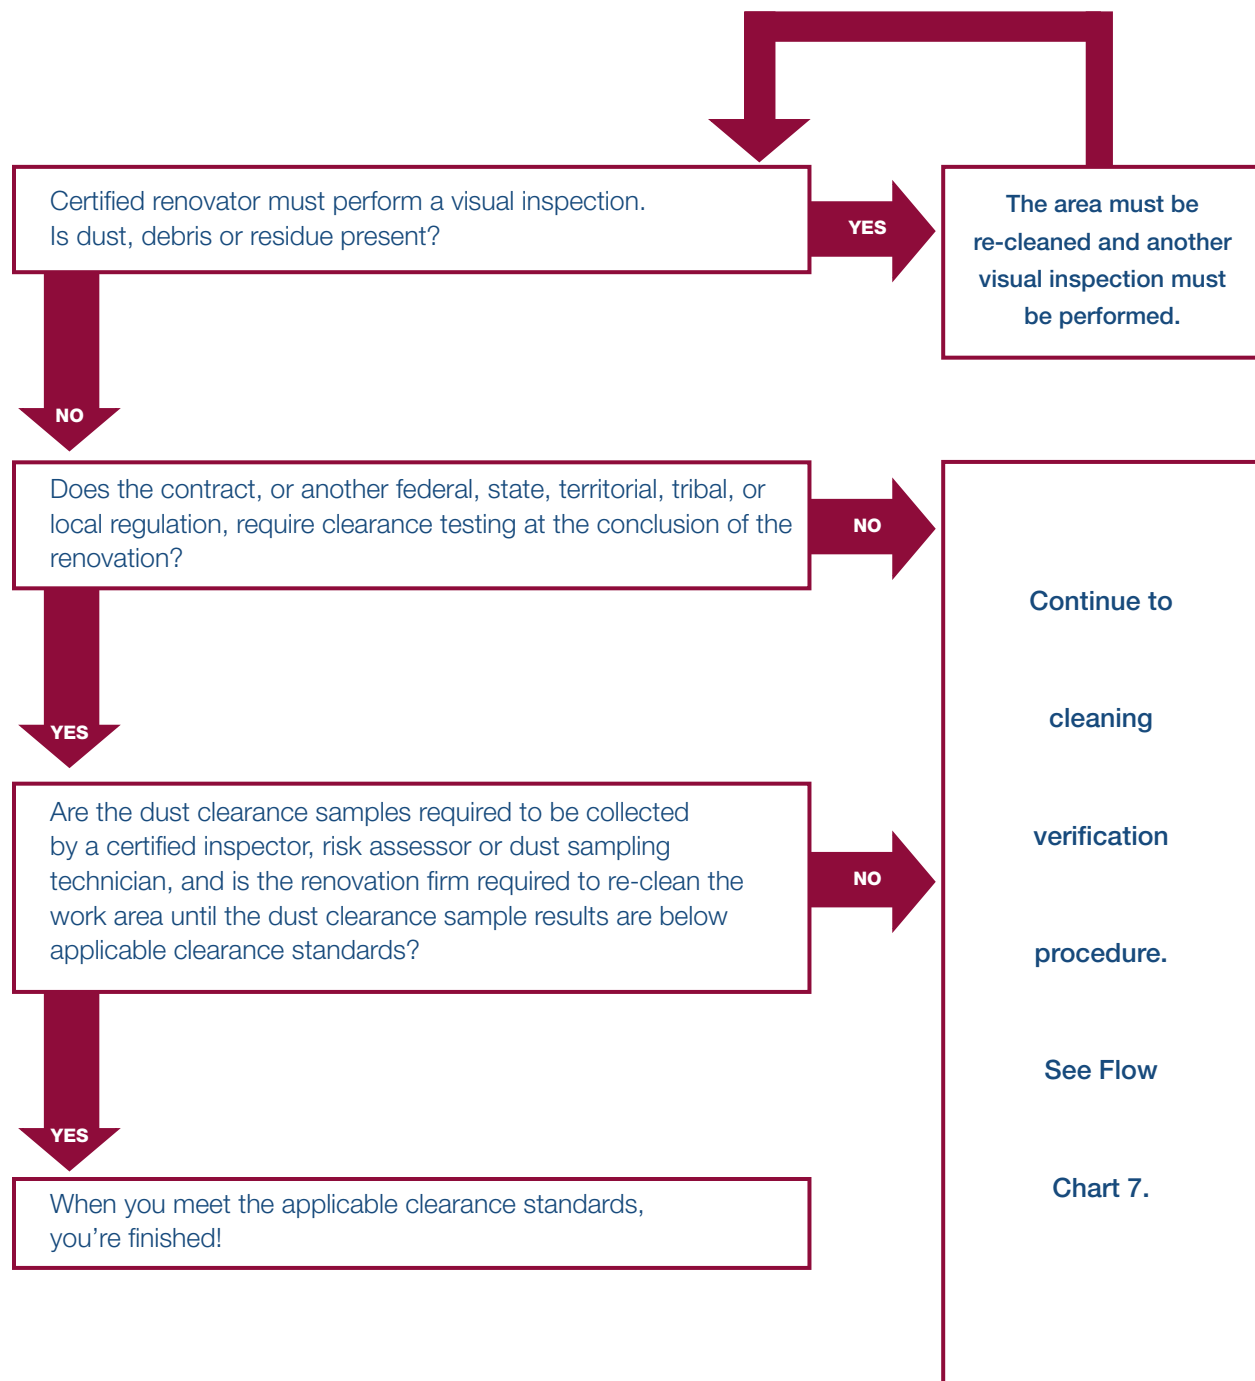 Certified renovator must perform a visual inspection.
Is dust, debris or residue present?
YES
The area must be
re-cleaned and another
visual inspection must
be performed.
NO
Does the contract, or another federal, state, territorial, tribal, or
local regulation, require clearance testing at the conclusion of the
renovation?
NO
Continue to
cleaning
verification
procedure.
See Flow
Chart 7.
YES
Are the dust clearance samples required to be collected
by a certified inspector, risk assessor or dust sampling
technician, and is the renovation firm required to re-clean the
work area until the dust clearance sample results are below
applicable clearance standards?
NO
YES
When you meet the applicable clearance standards,
you’re finished!